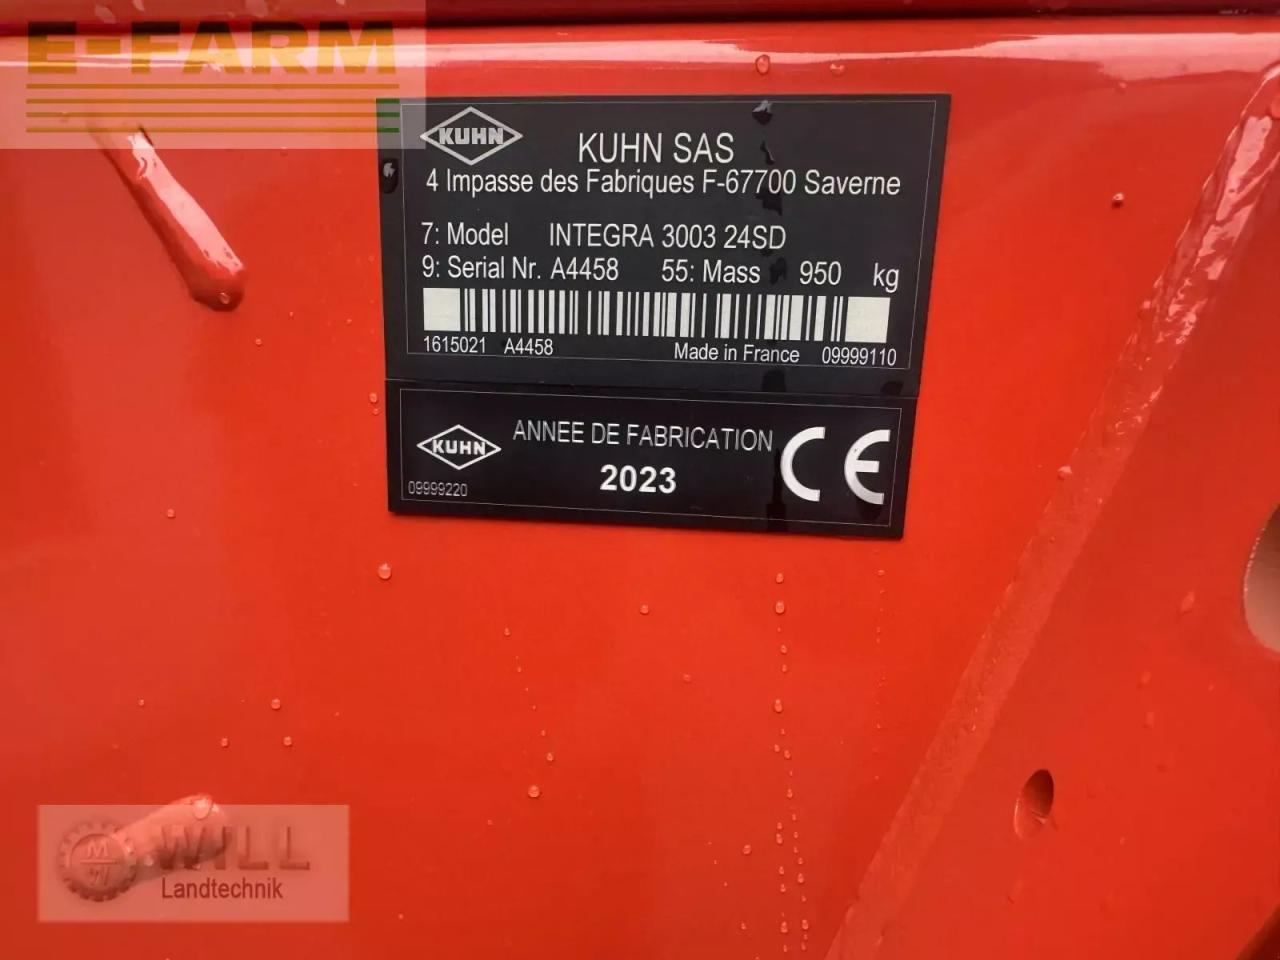 E-FARM
KUHN
KUHN SAS
4 Impasse des Fabriques F-67700 Saverne
7: Model INTEGRA 3003 24SD
9: Serial Nr. A4458 55: Mass 950 kg
1615021 A4458 Made in France 09999110
KUHN
ANNEE DE FABRICATION
2023
CE
09999220
MW
WILL
Landtechnik